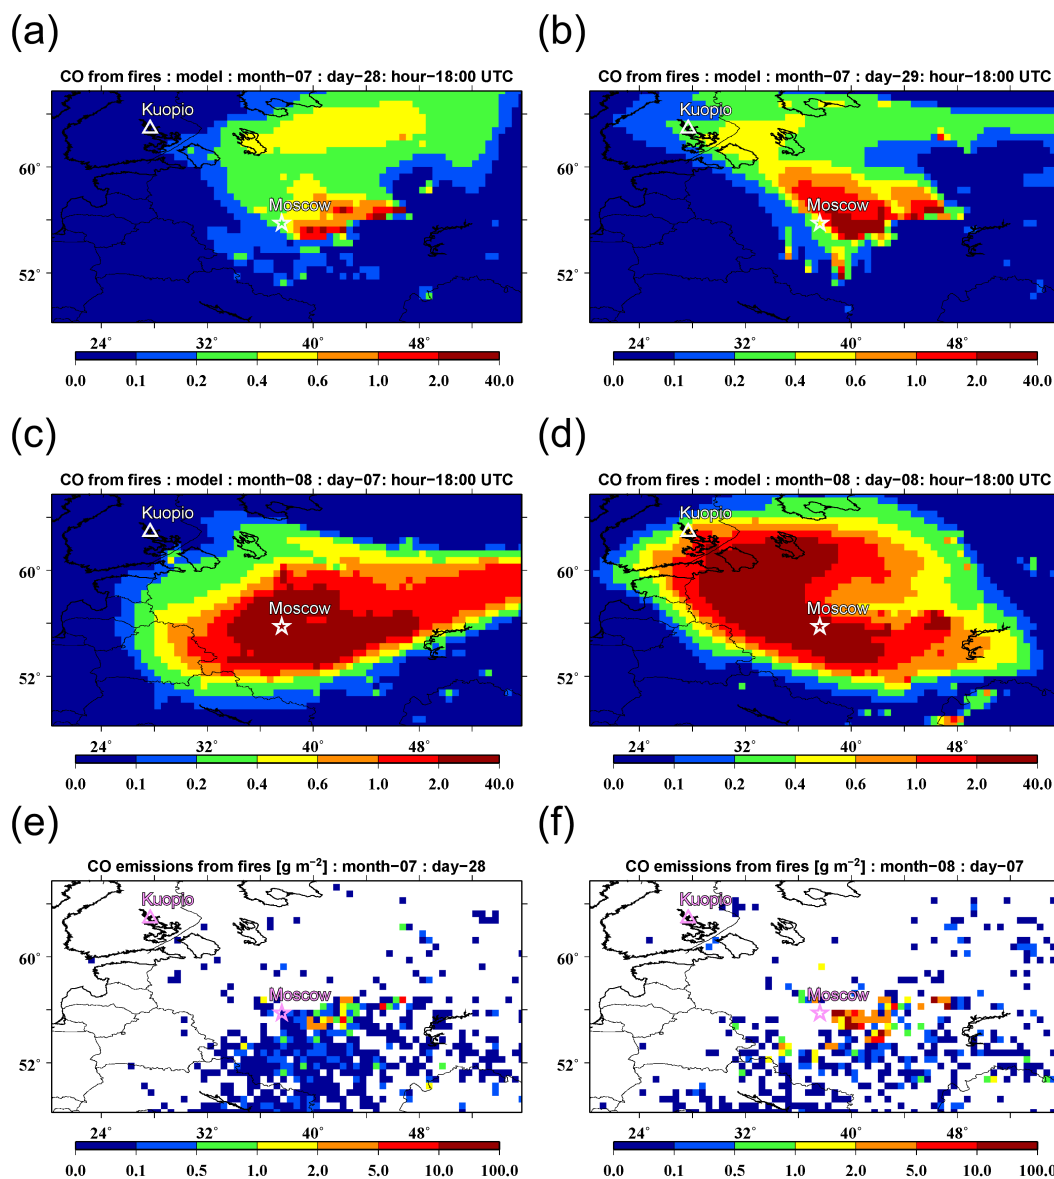 (a)
(b)
CO from fires : model : month−07 : day−28: hour−18:00 UTC
CO from fires : model : month−07 : day−29: hour−18:00 UTC
Kuopio
Kuopio
60°
60°
Moscow
Moscow
52°
52°
24° 32° 40° 48°
24° 32° 40° 48°
0.0 0.1 0.2 0.4 0.6 1.0 2.0 40.0
0.0 0.1 0.2 0.4 0.6 1.0 2.0 40.0
(c)
(d)
CO from fires : model : month−08 : day−07: hour−18:00 UTC
CO from fires : model : month−08 : day−08: hour−18:00 UTC
Kuopio
Kuopio
60°
60°
Moscow
Moscow
52°
52°
24° 32° 40° 48°
24° 32° 40° 48°
0.0 0.1 0.2 0.4 0.6 1.0 2.0 40.0
0.0 0.1 0.2 0.4 0.6 1.0 2.0 40.0
(e)
(f)
CO emissions from fires [g m⁻²] : month−07 : day−28
CO emissions from fires [g m⁻²] : month−08 : day−07
Kuopio
Kuopio
60°
60°
Moscow
Moscow
52°
52°
24° 32° 40° 48°
24° 32° 40° 48°
0.0 0.1 0.5 1.0 2.0 5.0 10.0 100.0
0.0 0.1 0.5 1.0 2.0 5.0 10.0 100.0